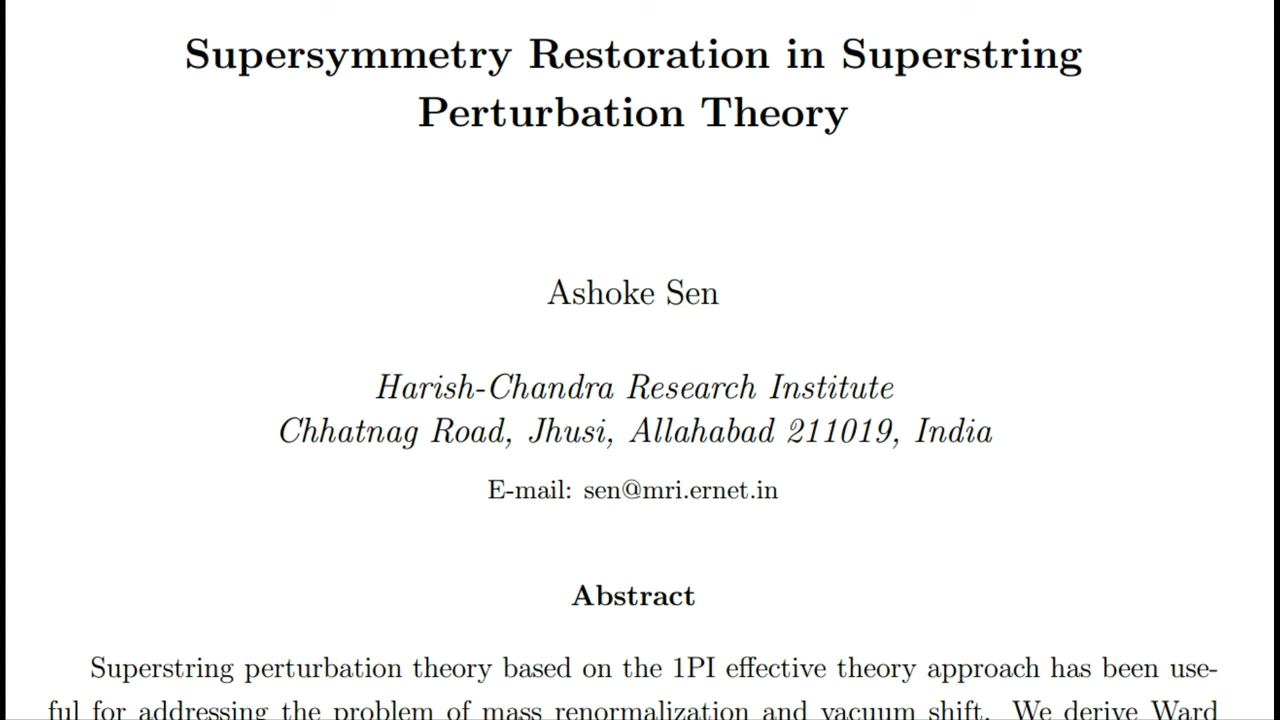 Supersymmetry Restoration in Superstring
Perturbation Theory
Ashoke Sen
Harish-Chandra Research Institute
Chhatnag Road, Jhusi, Allahabad 211019, India
E-mail: sen@mri.ernet.in
Abstract
Superstring perturbation theory based on the 1PI effective theory approach has been use-
ful for addressing the problem of mass renormalization and vacuum shift. We derive Ward